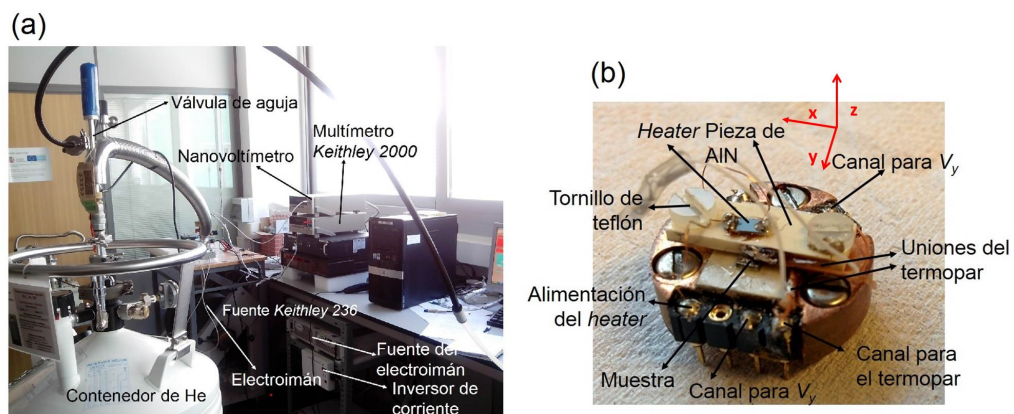 (a)
Válvula de aguja
Multímetro
Keithley 2000
Nanovoltímetro
Fuente Keithley 236
Fuente del
electroimán
Electroimán
Inversor de
corriente
Contenedor de He
(b)
z
x
y
Heater
Pieza de
AlN
Canal para Vy
Tornillo de
teflón
Uniones del
termopar
Alimentación
del heater
Canal para
el termopar
Muestra
Canal para Vy